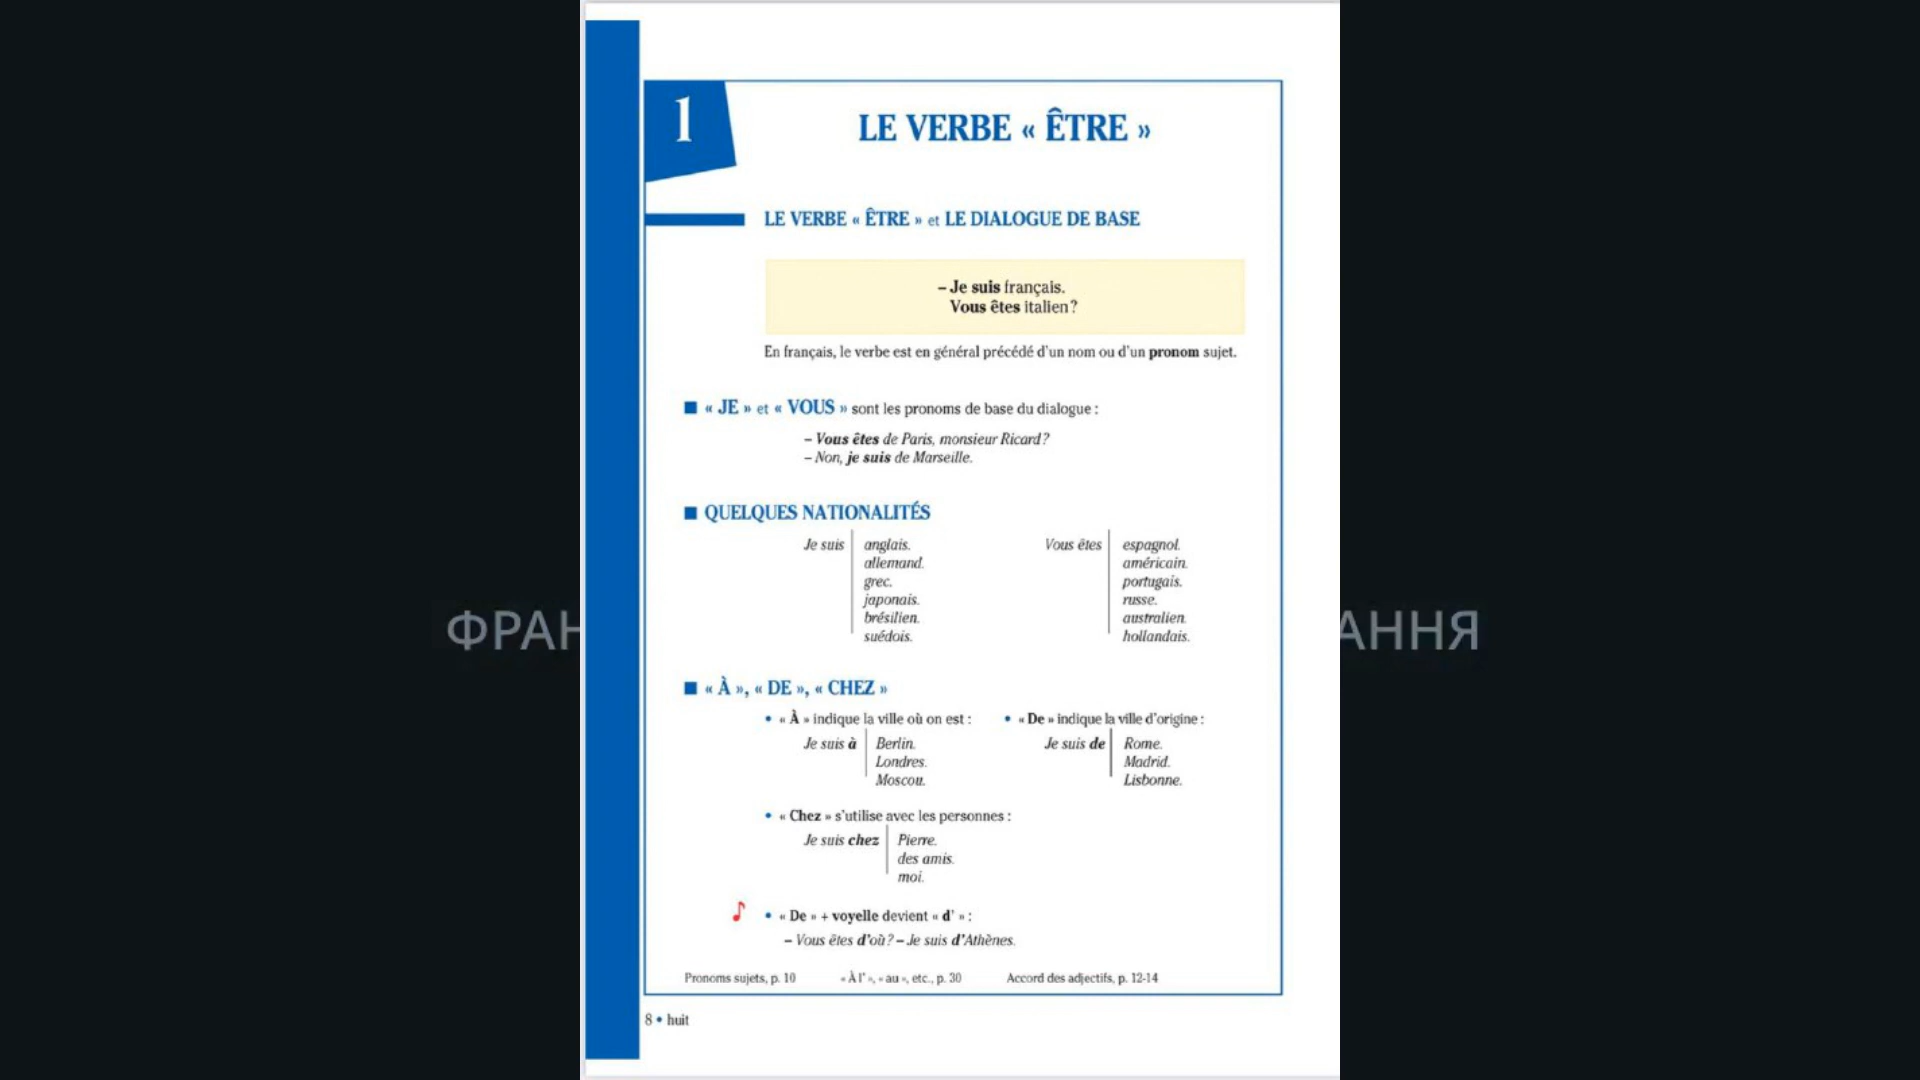 1
LE VERBE « ÊTRE »
LE VERBE « ÊTRE » et LE DIALOGUE DE BASE
– Je suis français.
Vous êtes italien ?
En français, le verbe est en général précédé d'un nom ou d'un pronom sujet.
■ « JE » et « VOUS » sont les pronoms de base du dialogue :
– Vous êtes de Paris, monsieur Ricard ?
– Non, je suis de Marseille.
■ QUELQUES NATIONALITÉS
Je suis
anglais.
allemand.
grec.
japonais.
brésilien.
suédois.
Vous êtes
espagnol.
américain.
portugais.
russe.
australien.
hollandais.
■ « À », « DE », « CHEZ »
• « À » indique la ville où on est :
Je suis à
Berlin.
Londres.
Moscou.
• « De » indique la ville d'origine :
Je suis de
Rome.
Madrid.
Lisbonne.
• « Chez » s'utilise avec les personnes :
Je suis chez
Pierre.
des amis.
moi.
• « De » + voyelle devient « d' » :
– Vous êtes d'où ? – Je suis d'Athènes.
Pronoms sujets, p. 10
« À l' », « au », etc., p. 30
Accord des adjectifs, p. 12-14
8 • huit